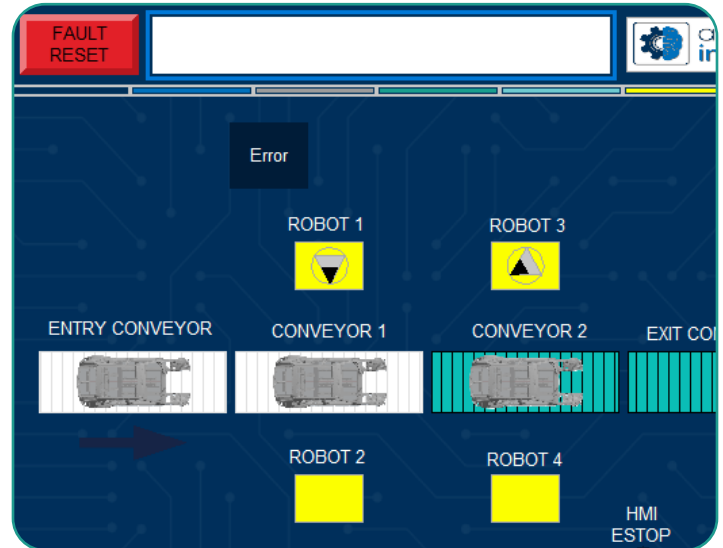 FAULT
RESET
Error
ROBOT 1
ROBOT 3
ENTRY CONVEYOR
CONVEYOR 1
CONVEYOR 2
EXIT
ROBOT 2
ROBOT 4
HMI
ESTOP